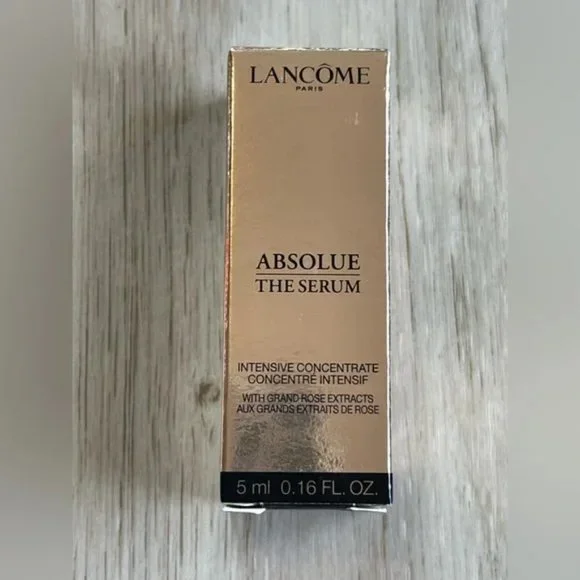 LANCÔME
PARIS
ABSOLUE
THE SERUM
INTENSIVE CONCENTRATE
CONCENTRÉ INTENSIF
WITH GRAND ROSE EXTRACTS
AUX GRANDS EXTRAITS DE ROSE
5 ml 0.16 FL. OZ.